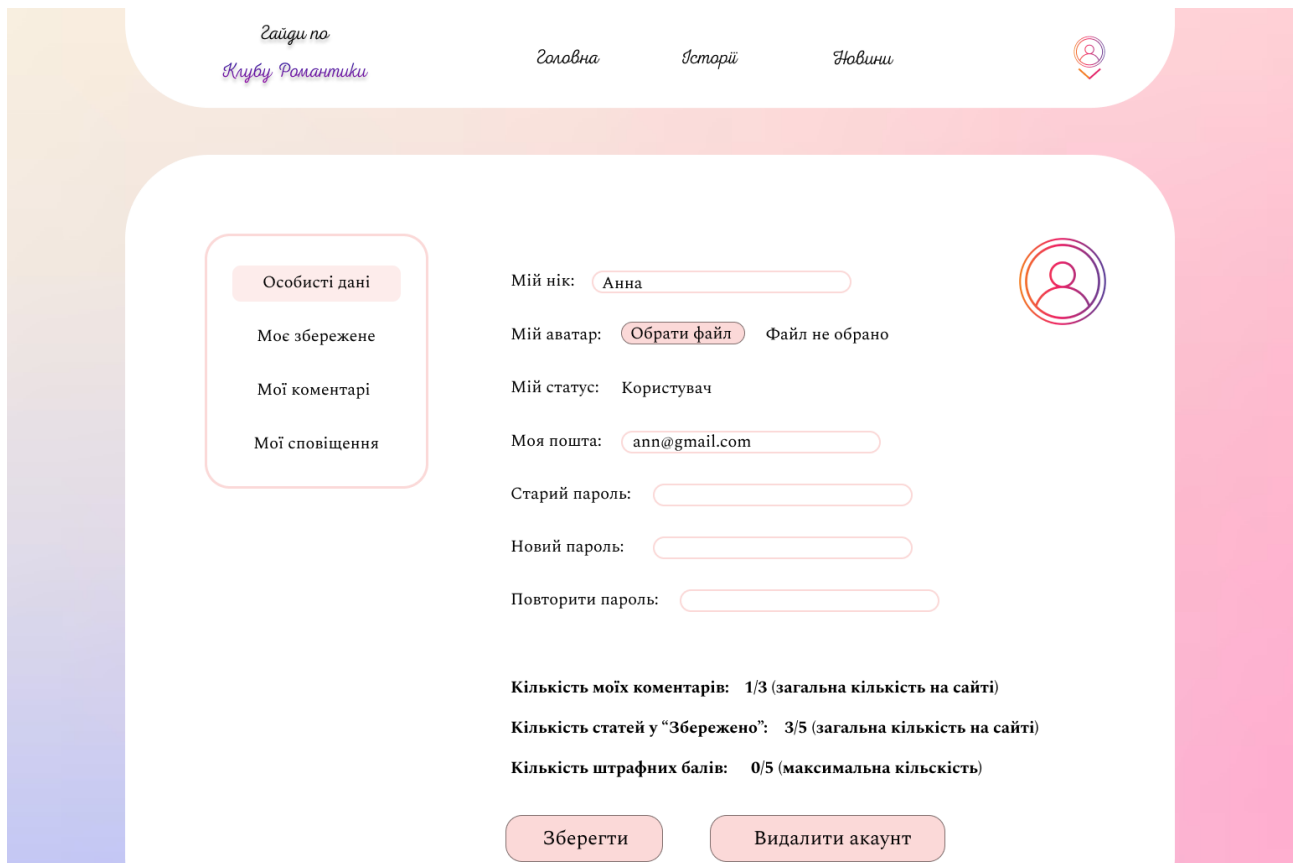 Гайди по
Клубу Романтики
Головна Історії Новини
Особисті дані
Моє збережене
Мої коментарі
Мої сповіщення
Мій нік: Анна
Мій аватар: Обрати файл Файл не обрано
Мій статус: Користувач
Моя пошта: ann@gmail.com
Старий пароль:
Новий пароль:
Повторити пароль:
Кількість моїх коментарів: 1/3 (загальна кількість на сайті)
Кількість статей у “Збережено”: 3/5 (загальна кількість на сайті)
Кількість штрафних балів: 0/5 (максимальна кільскість)
Зберегти Видалити акаунт